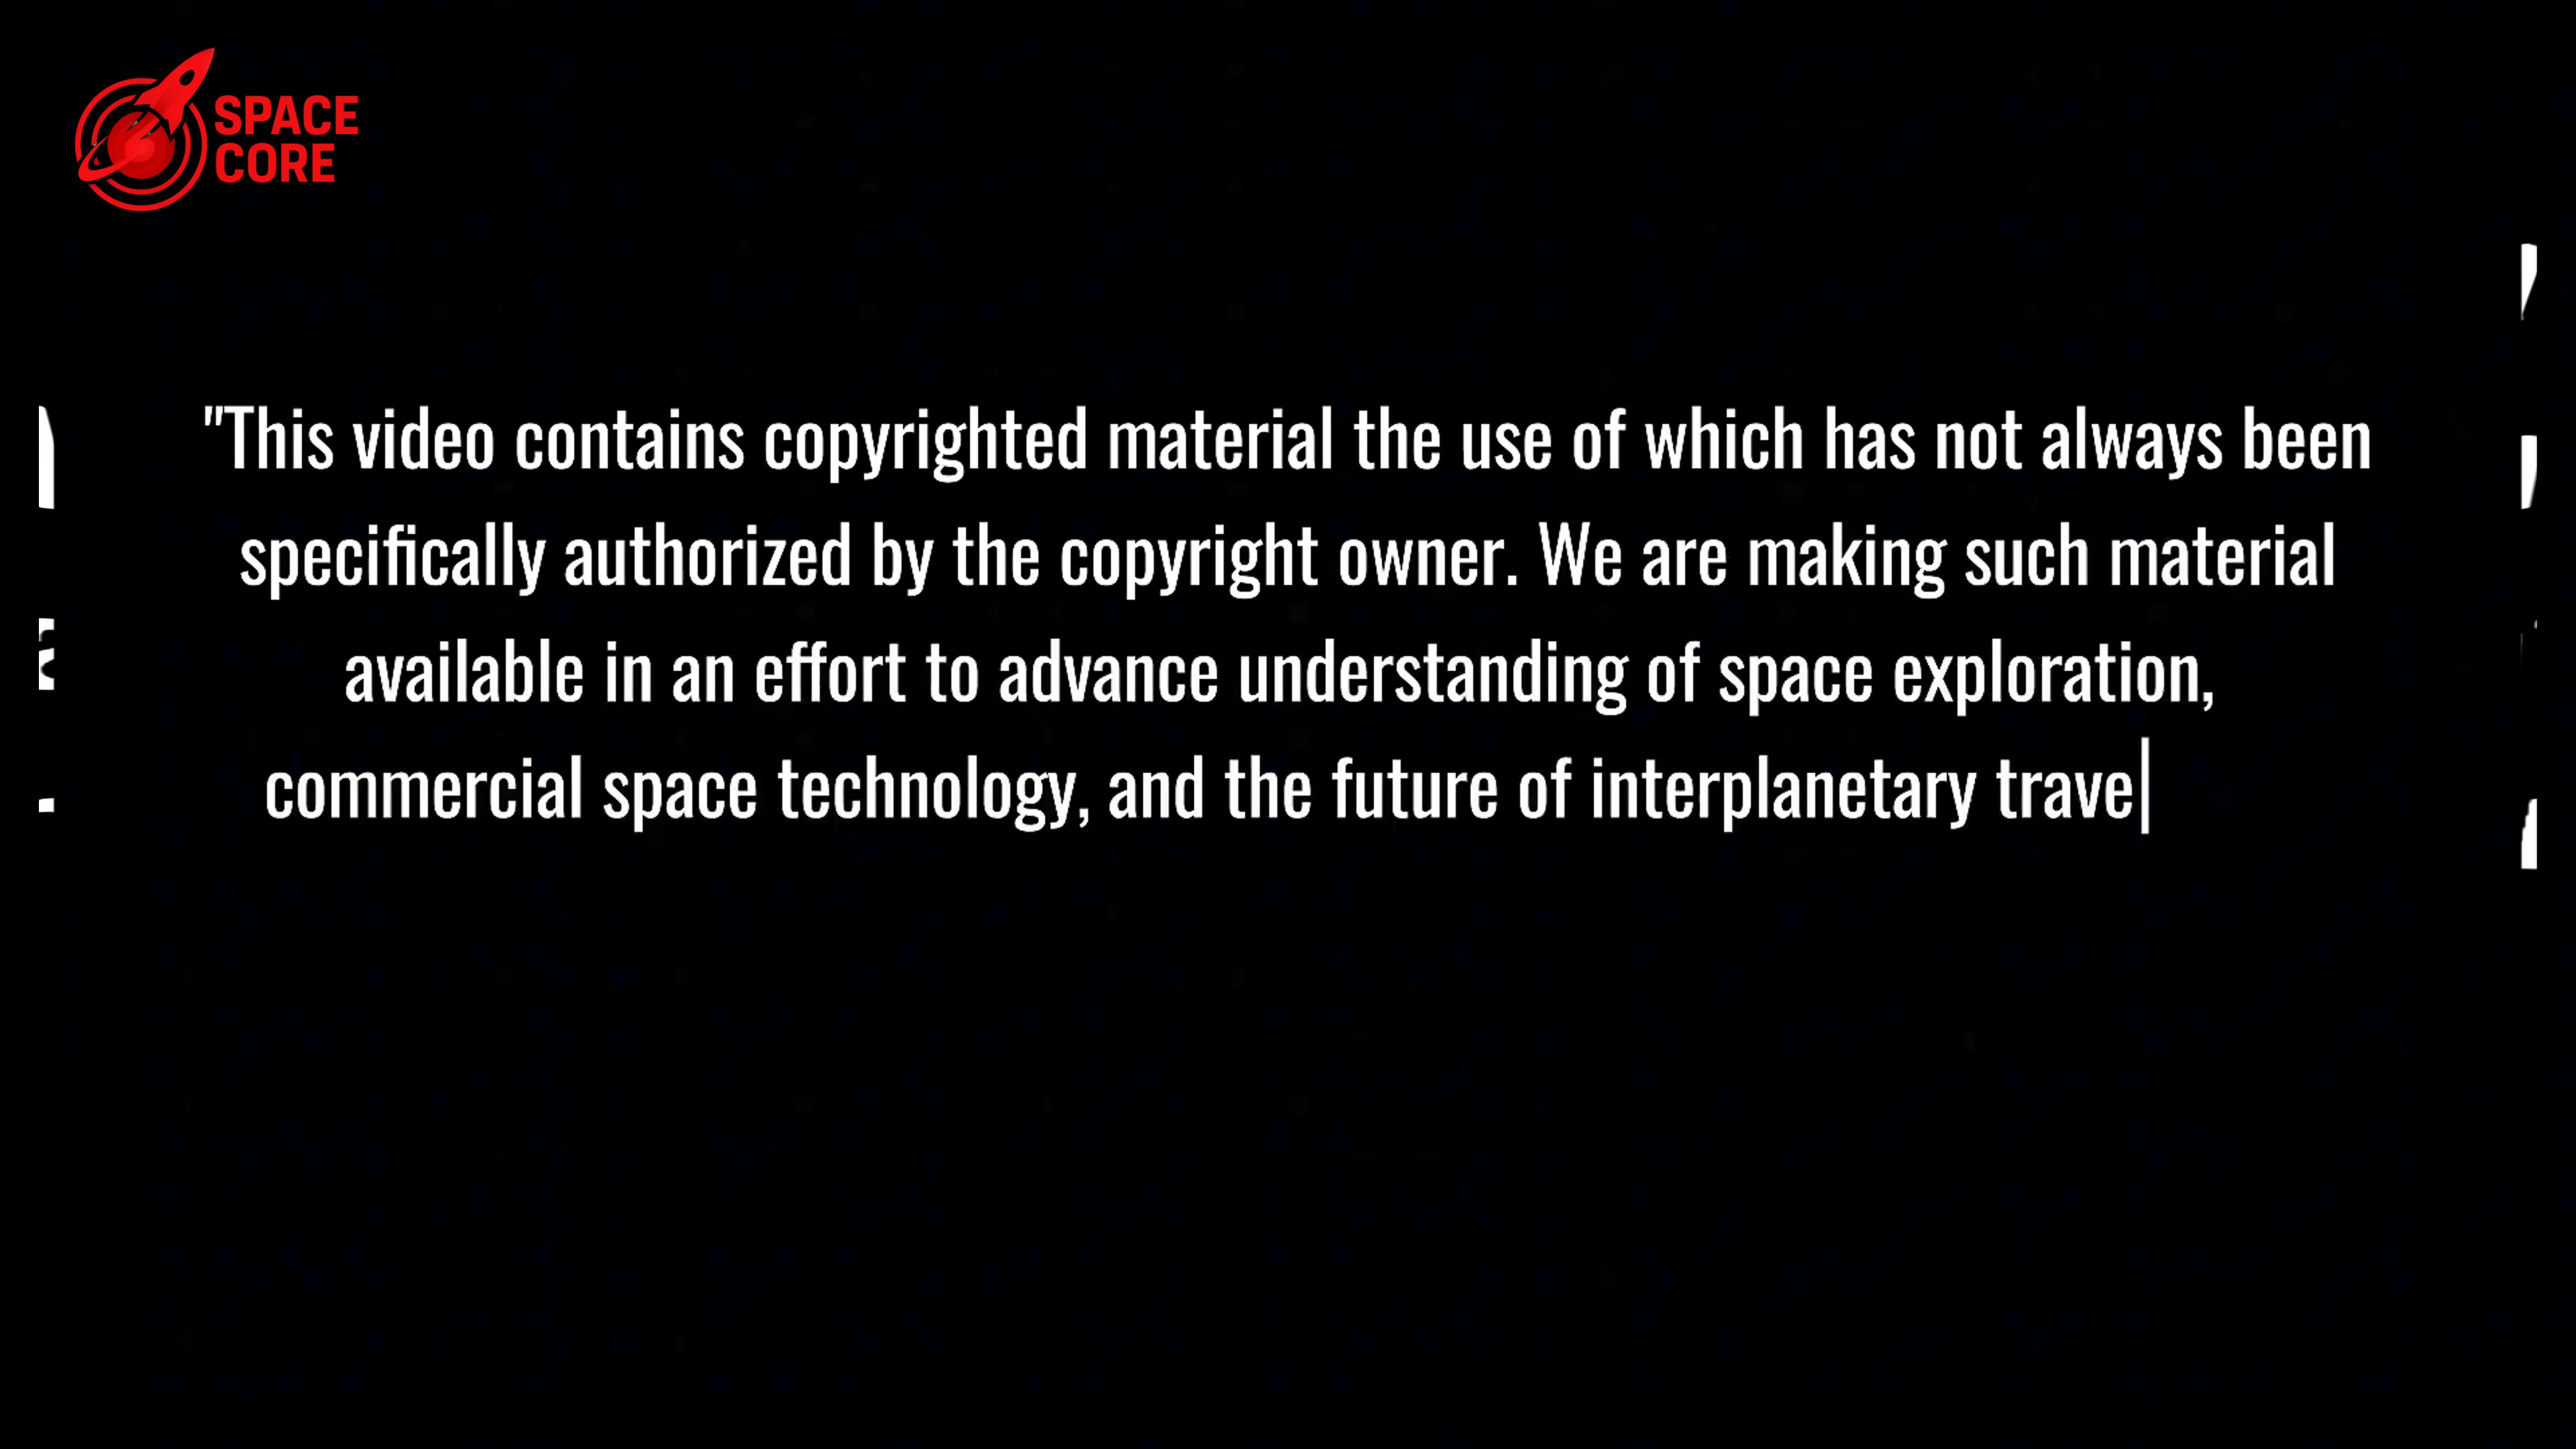 SPACE
CORE
"This video contains copyrighted material the use of which has not always been
specifically authorized by the copyright owner. We are making such material
available in an effort to advance understanding of space exploration,
commercial space technology, and the future of interplanetary trave